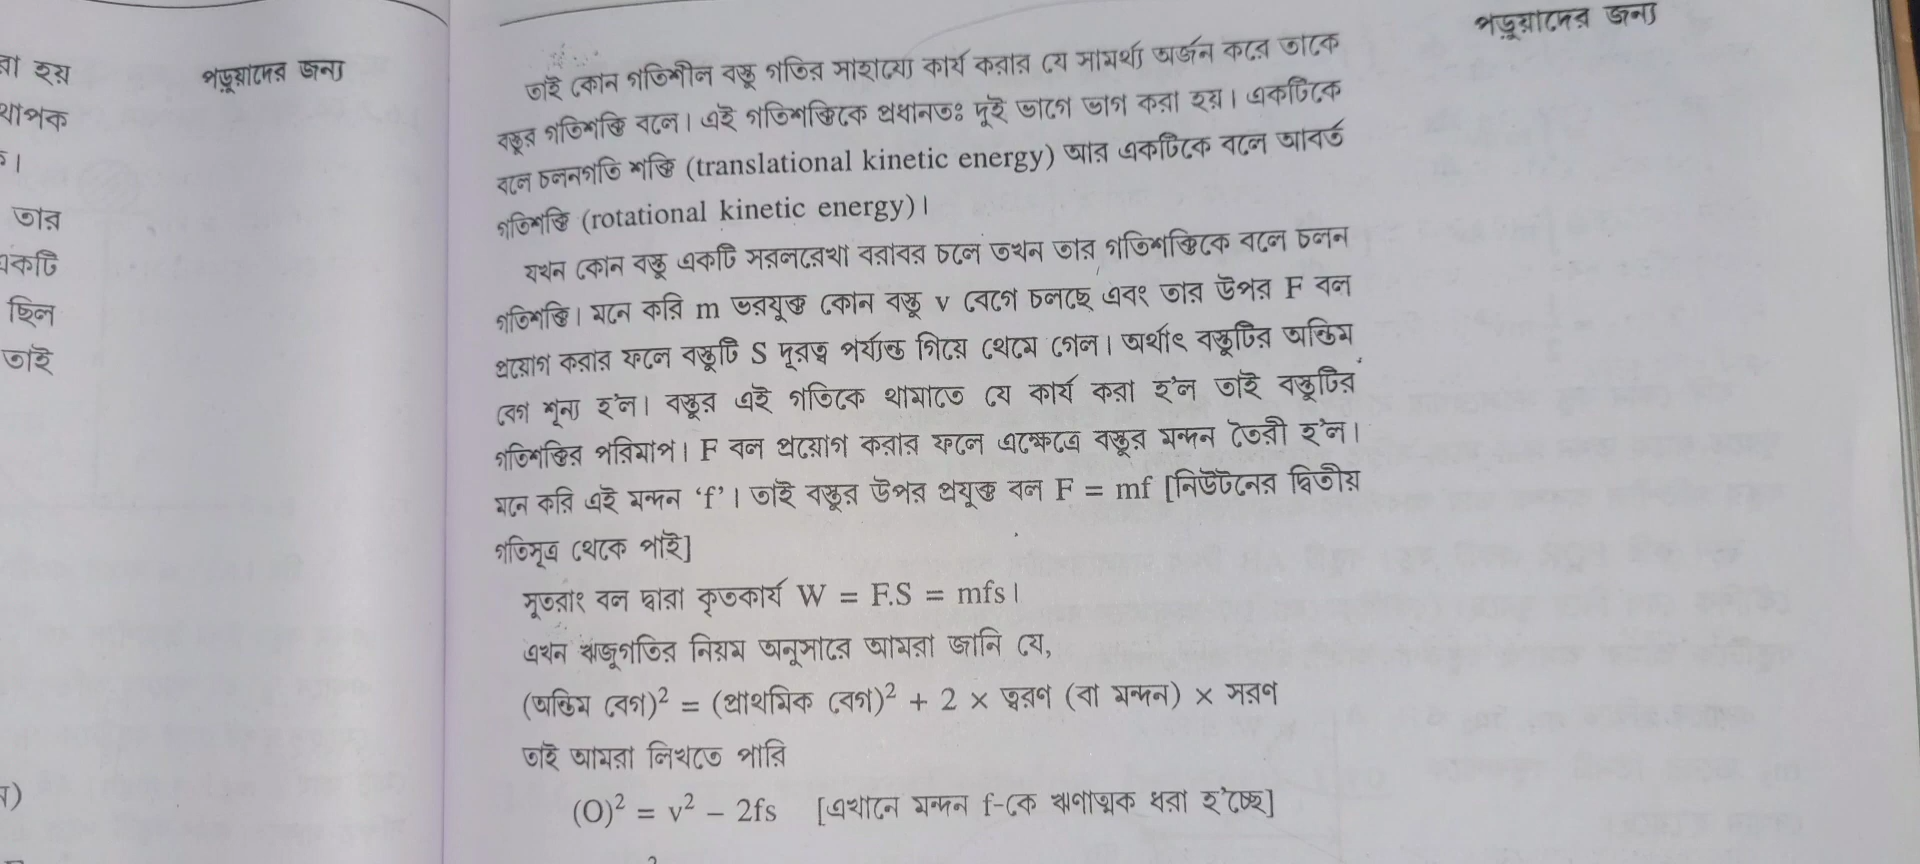 রা হয়
থাপক
তার
একটি
ছিল
তাই
পড়ুয়াদের জন্য
পড়ুয়াদের জন্য
তাই কোন গতিশীল বস্তু গতির সাহায্যে কার্য করার যে সামর্থ্য অর্জন করে তাকে
বস্তুর গতিশক্তি বলে। এই গতিশক্তিকে প্রধানতঃ দুই ভাগে ভাগ করা হয়। একটিকে
বলে চলনগতি শক্তি (translational kinetic energy) আর একটিকে বলে আবর্ত
গতিশক্তি (rotational kinetic energy)।
যখন কোন বস্তু একটি সরলরেখা বরাবর চলে তখন তার গতিশক্তিকে বলে চলন
গতিশক্তি। মনে করি m ভরযুক্ত কোন বস্তু v বেগে চলছে এবং তার উপর F বল
প্রয়োগ করার ফলে বস্তুটি S দূরত্ব পর্য্যন্ত গিয়ে থেমে গেল। অর্থাৎ বস্তুটির অন্তিম
বেগ শূন্য হ'ল। বস্তুর এই গতিকে থামাতে যে কার্য করা হ'ল তাই বস্তুটির
গতিশক্তির পরিমাপ। F বল প্রয়োগ করার ফলে এক্ষেত্রে বস্তুর মন্দন তৈরী হ'ল।
মনে করি এই মন্দন ‘f’। তাই বস্তুর উপর প্রযুক্ত বল F = mf [নিউটনের দ্বিতীয়
গতিসূত্র থেকে পাই]
সুতরাং বল দ্বারা কৃতকার্য W = F.S = mfs।
এখন ঋজুগতির নিয়ম অনুসারে আমরা জানি যে,
(অন্তিম বেগ)² = (প্রাথমিক বেগ)² + 2 × ত্বরণ (বা মন্দন) × সরণ
তাই আমরা লিখতে পারি
(O)² = v² – 2fs [এখানে মন্দন f-কে ঋণাত্মক ধরা হ'চ্ছে]